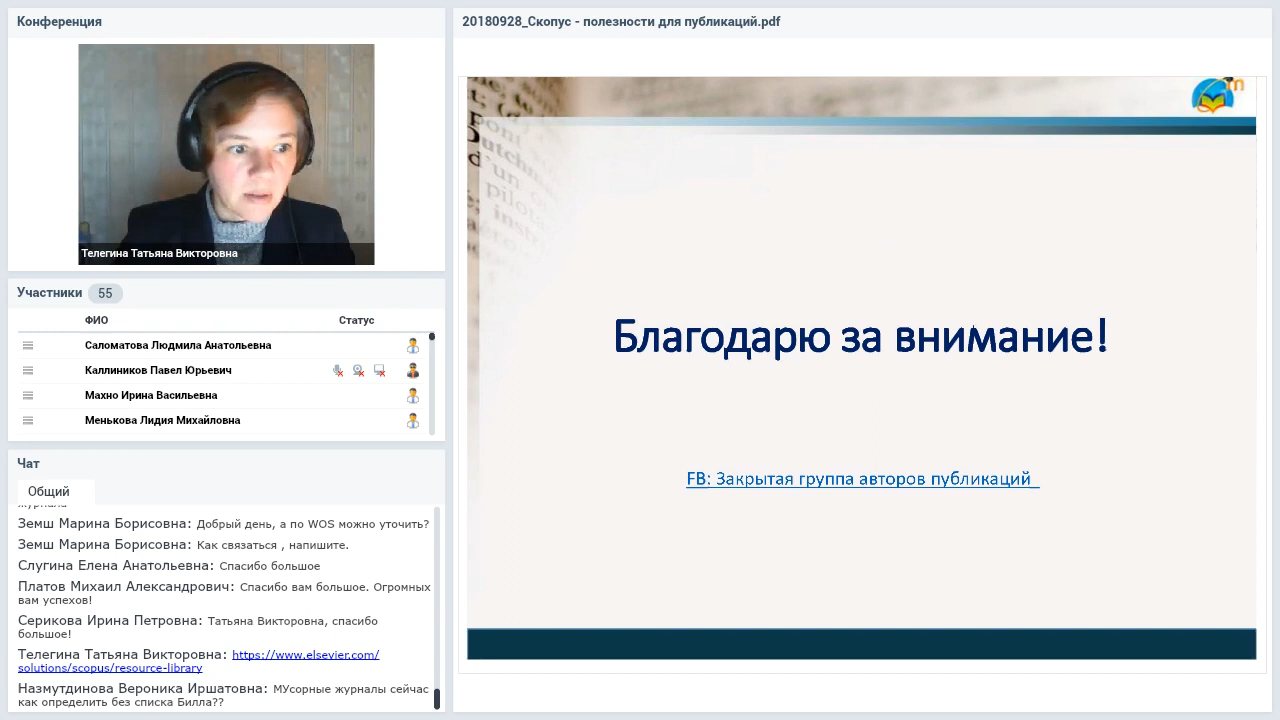 Конференция
Телегина Татьяна Викторовна
Участники 55
ФИО Статус
Саломатова Людмила Анатольевна
Каллиников Павел Юрьевич
Махно Ирина Васильевна
Менькова Лидия Михайловна
Чат
Общий
журнала
Земш Марина Борисовна: Добрый день, а по WOS можно уточить?
Земш Марина Борисовна: Как связаться , напишите.
Слугина Елена Анатольевна: Спасибо большое
Платов Михаил Александрович: Спасибо вам большое. Огромных
вам успехов!
Серикова Ирина Петровна: Татьяна Викторовна, спасибо
большое!
Телегина Татьяна Викторовна: https://www.elsevier.com/
solutions/scopus/resource-library
Назмутдинова Вероника Иршатовна: МУсорные журналы сейчас
как определить без списка Билла??
20180928_Скопус - полезности для публикаций.pdf
Благодарю за внимание!
FB: Закрытая группа авторов публикаций